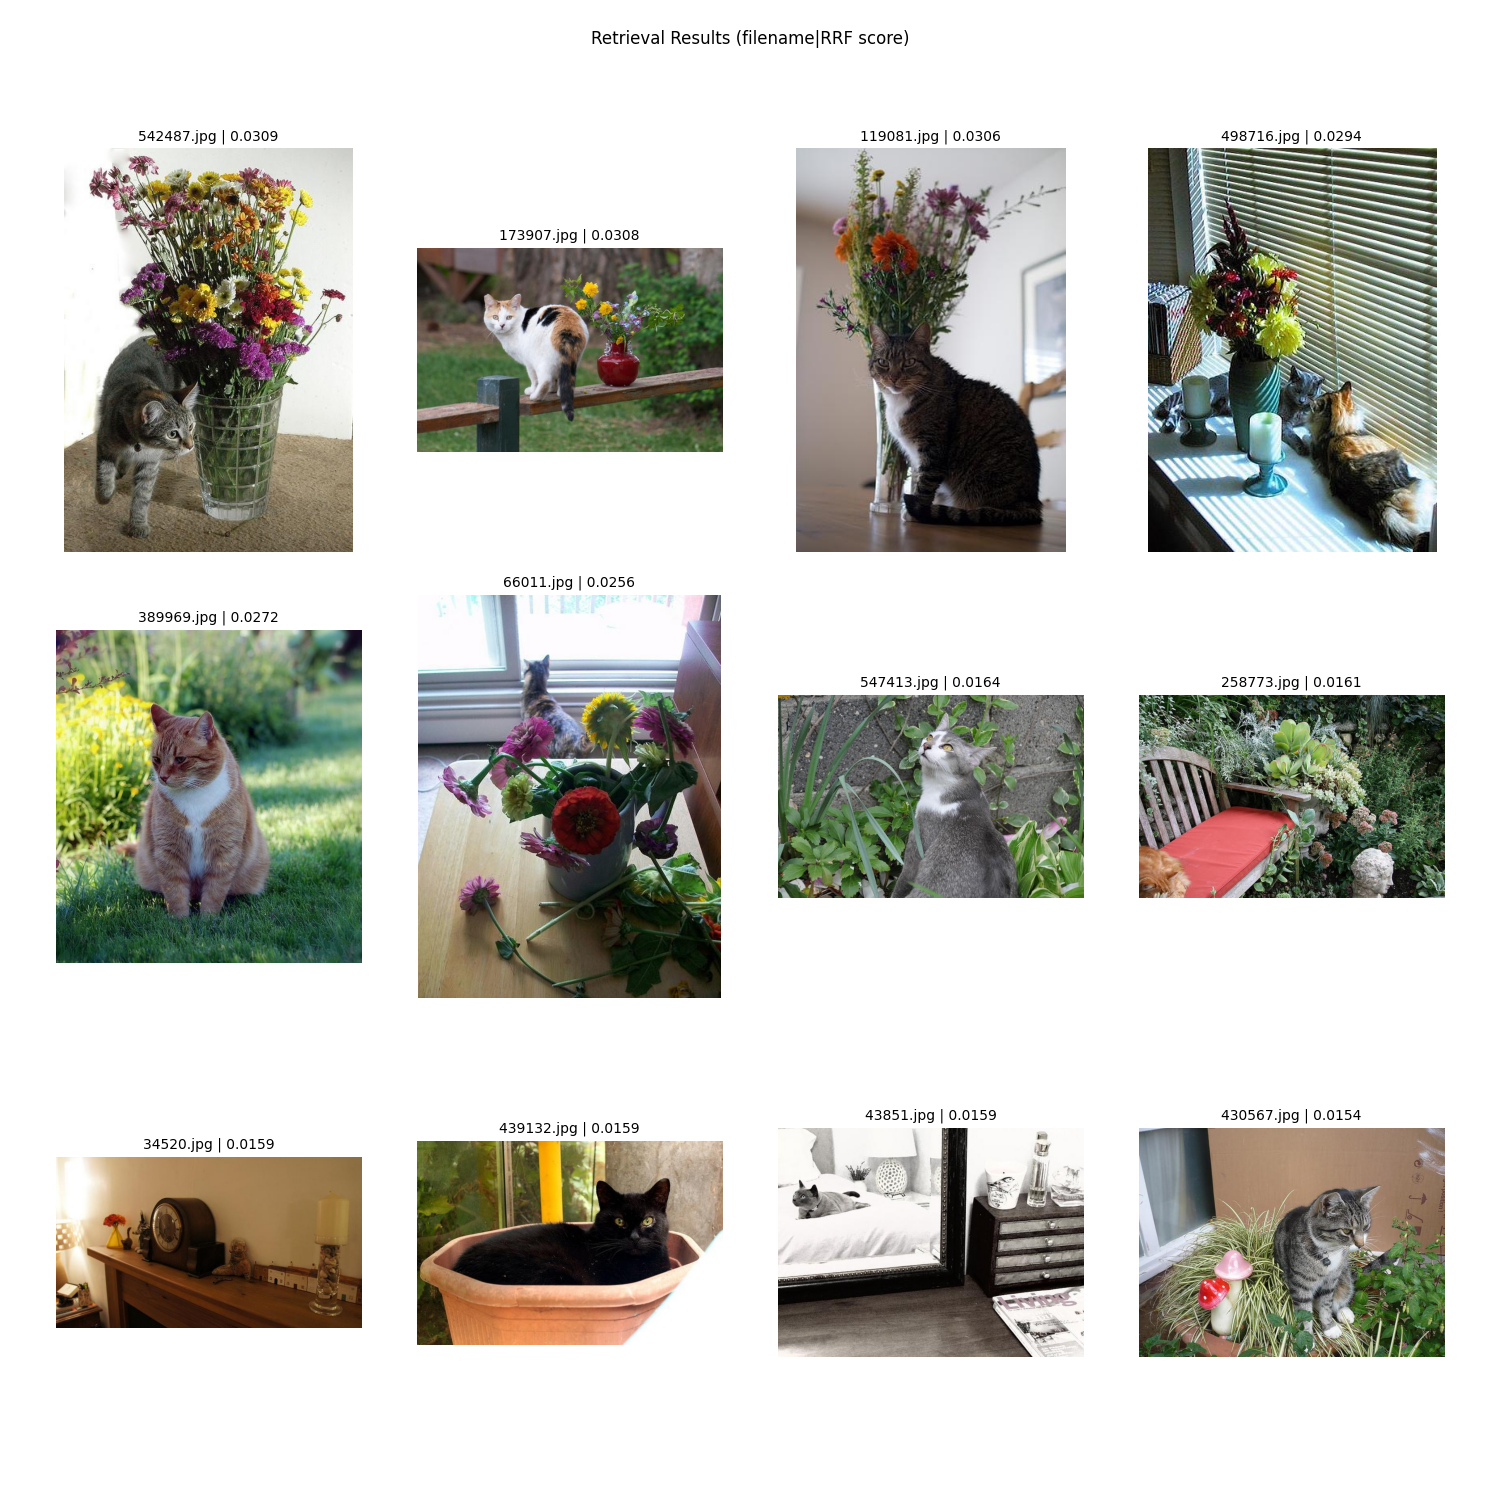 Retrieval Results (filename|RRF score)
542487.jpg | 0.0309
173907.jpg | 0.0308
119081.jpg | 0.0306
498716.jpg | 0.0294
389969.jpg | 0.0272
66011.jpg | 0.0256
547413.jpg | 0.0164
258773.jpg | 0.0161
34520.jpg | 0.0159
439132.jpg | 0.0159
43851.jpg | 0.0159
430567.jpg | 0.0154